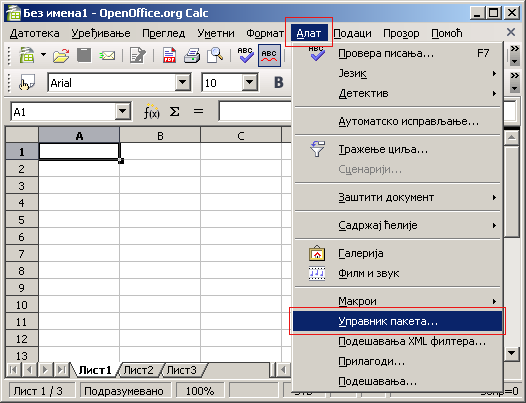 Без имена1 - OpenOffice.org Calc
Датотека Уређивање Преглед Уметни Формат Алат Подаци Прозор Помоћ
Arial 10 B
A1 f(x) Σ =
A B C
1
2
3
4
5
6
7
8
9
10
11
12
13
Провера писања... F7
Језик
Детектив
Аутоматско исправљање...
Тражење циља...
Сценарији...
Заштити документ
Садржај ћелије
Галерија
Филм и звук
Макрои
Управник пакета...
Подешавања XML филтера...
Прилагоди...
Подешавања...
Лист1 Лист2 Лист3
Лист 1 / 3 Подразумевано 100%